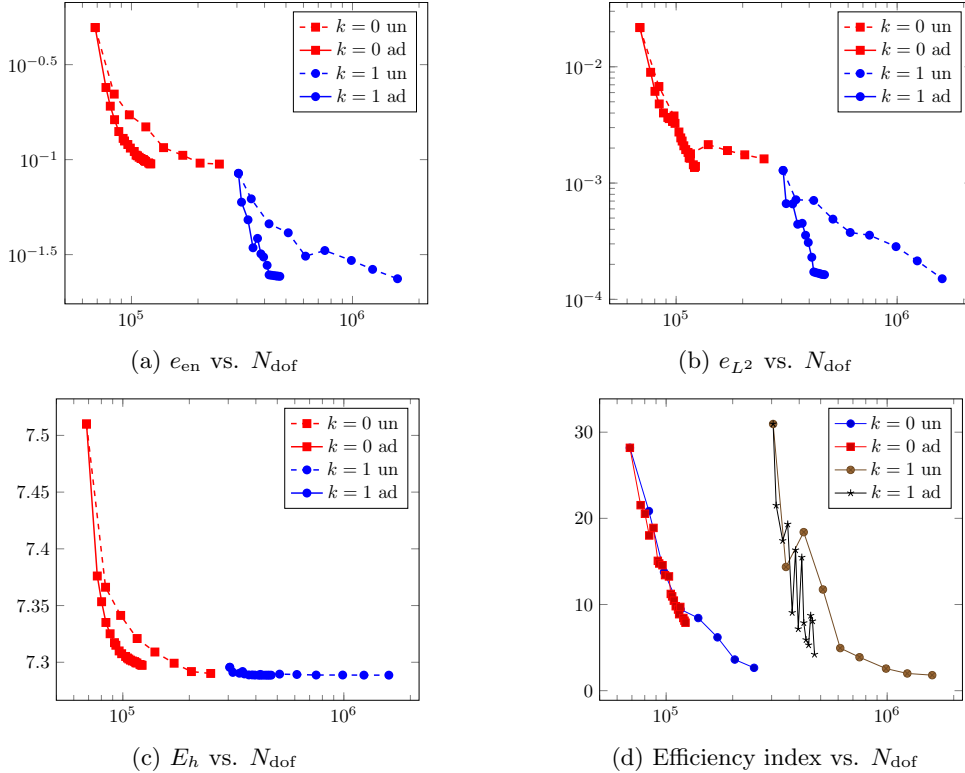 k = 0 un
k = 0 ad
k = 1 un
k = 1 ad
10^−0.5
10^−1
10^−1.5
10^5
10^6
(a) e_en vs. N_dof
k = 0 un
k = 0 ad
k = 1 un
k = 1 ad
10^−2
10^−3
10^−4
10^5
10^6
(b) e_L^2 vs. N_dof
k = 0 un
k = 0 ad
k = 1 un
k = 1 ad
7.5
7.45
7.4
7.35
7.3
10^5
10^6
(c) E_h vs. N_dof
k = 0 un
k = 0 ad
k = 1 un
k = 1 ad
30
20
10
0
10^5
10^6
(d) Efficiency index vs. N_dof